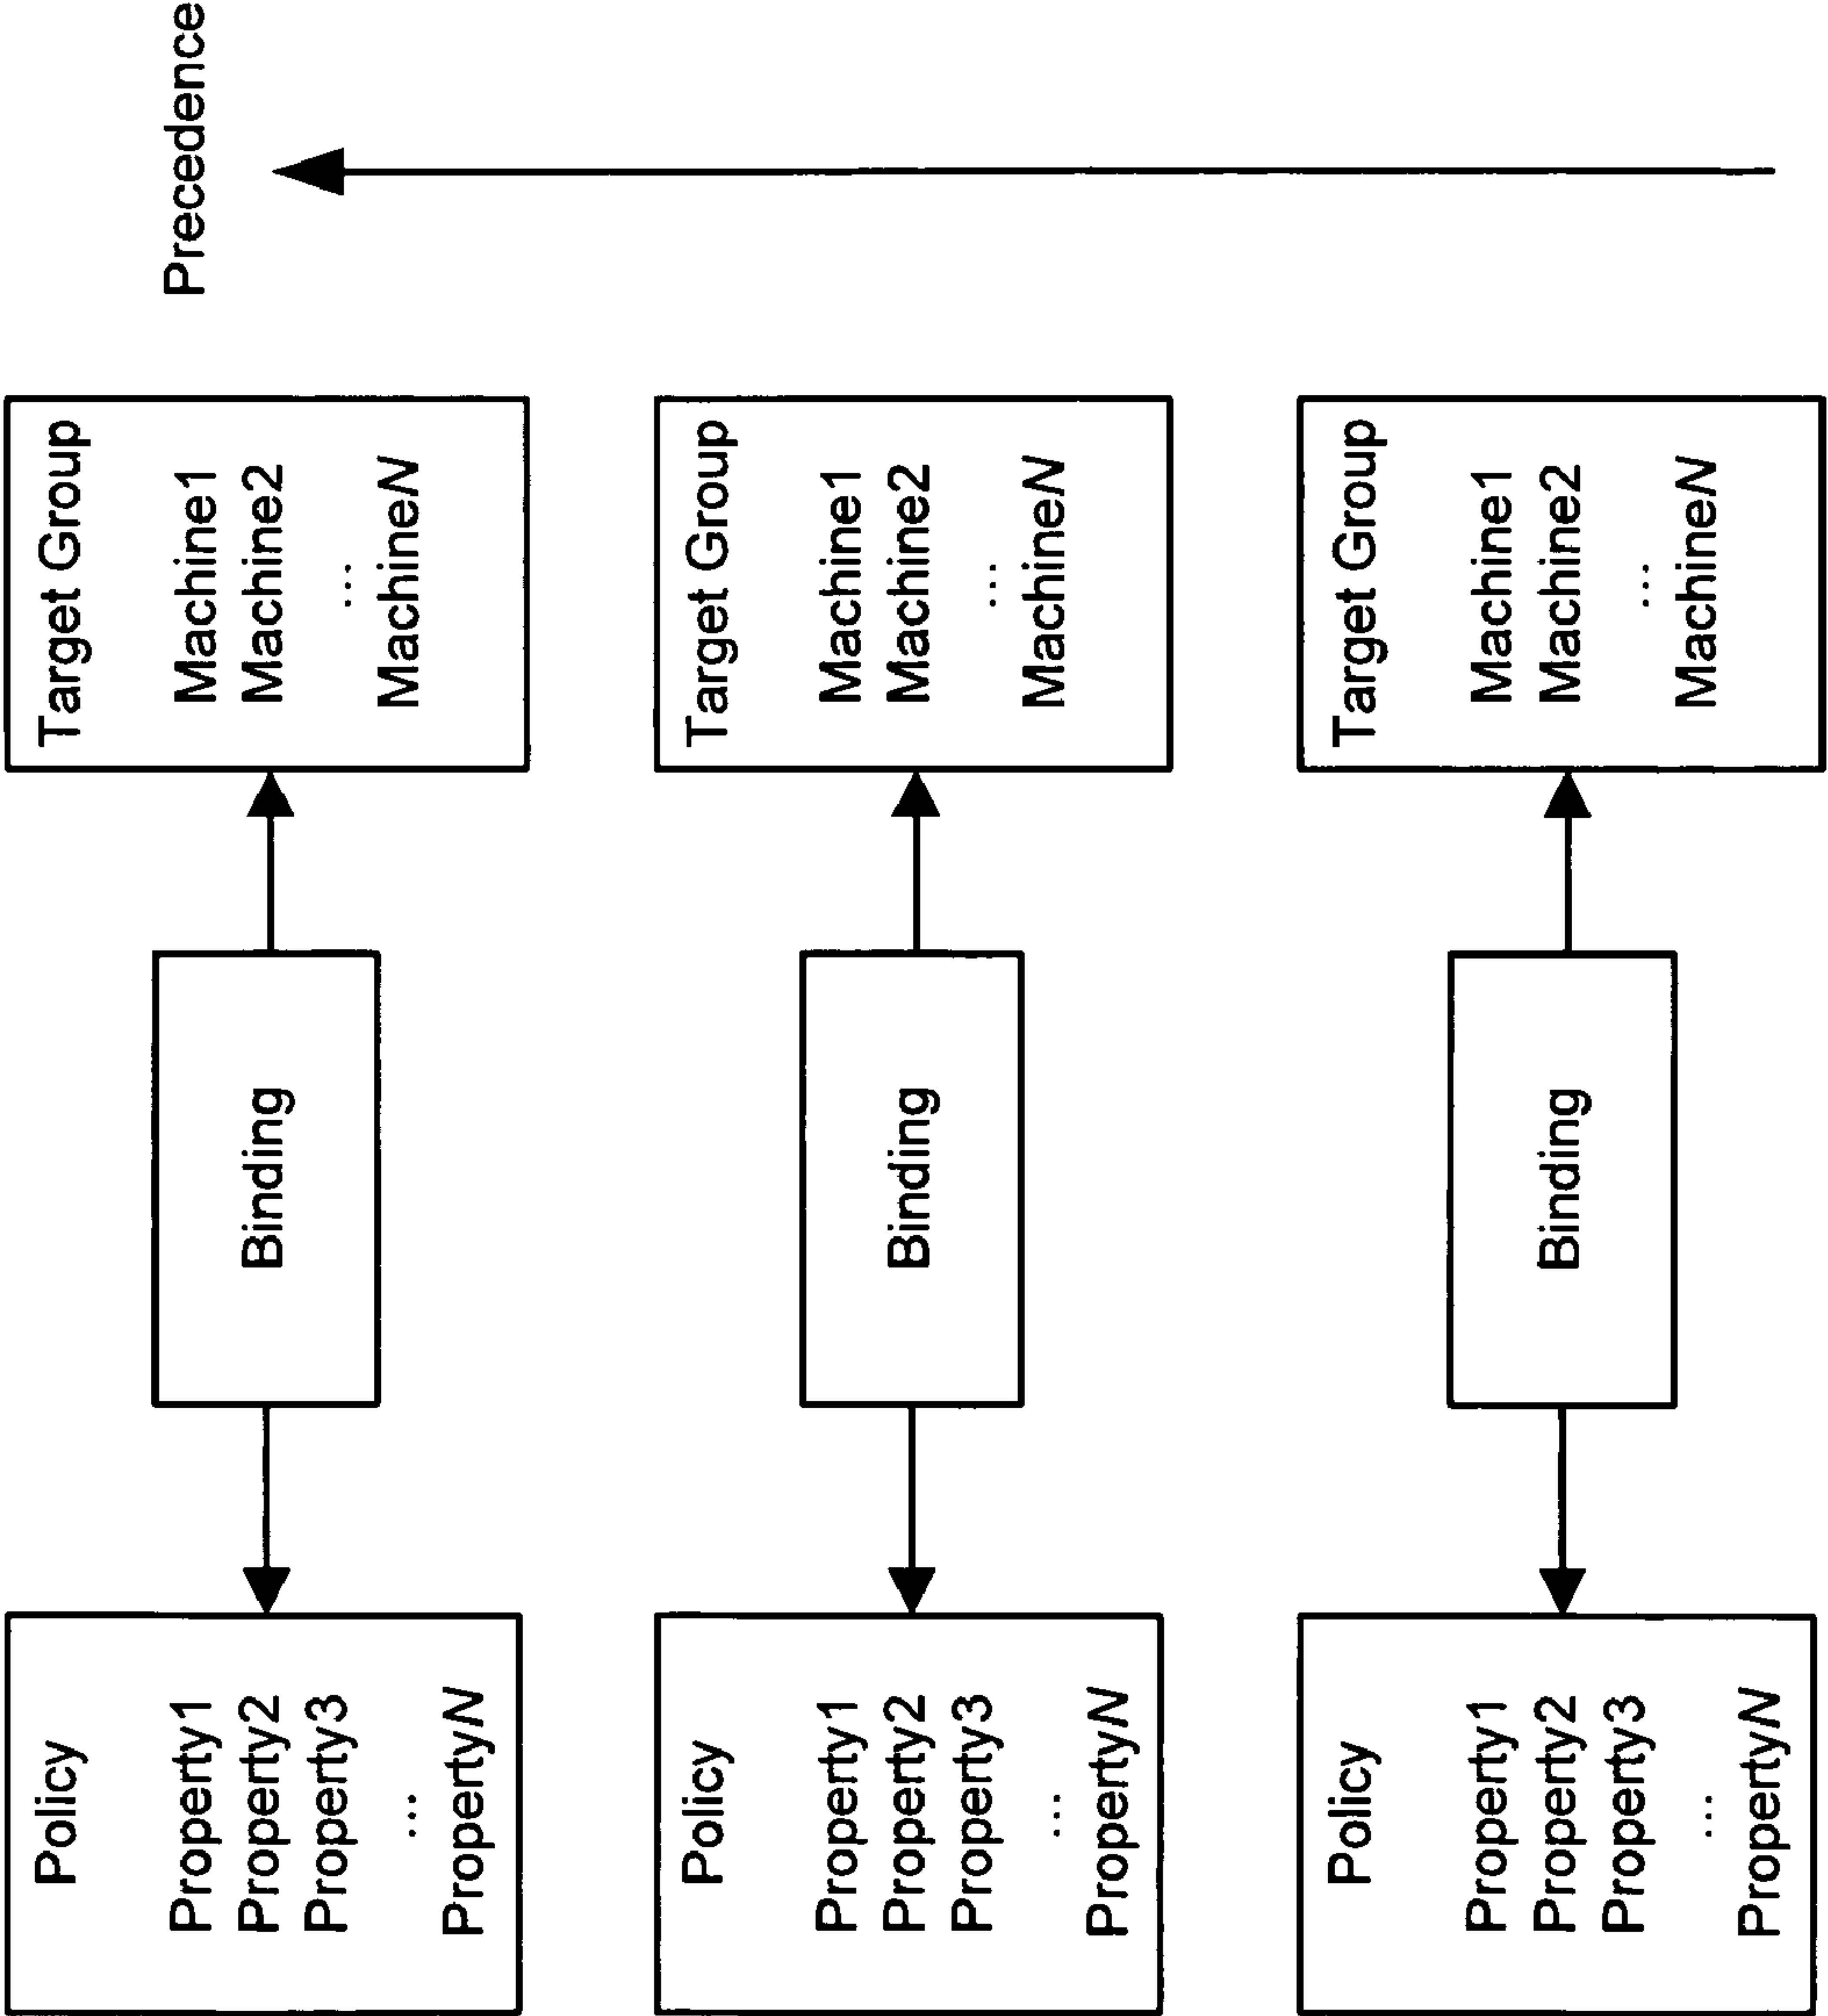 Policy
Property1
Property2
Property3
...
PropertyN
Binding
Target Group
Machine1
Machine2
...
MachineN
Precedence
Policy
Property1
Property2
Property3
...
PropertyN
Binding
Target Group
Machine1
Machine2
...
MachineN
Policy
Property1
Property2
Property3
...
PropertyN
Binding
Target Group
Machine1
Machine2
...
MachineN